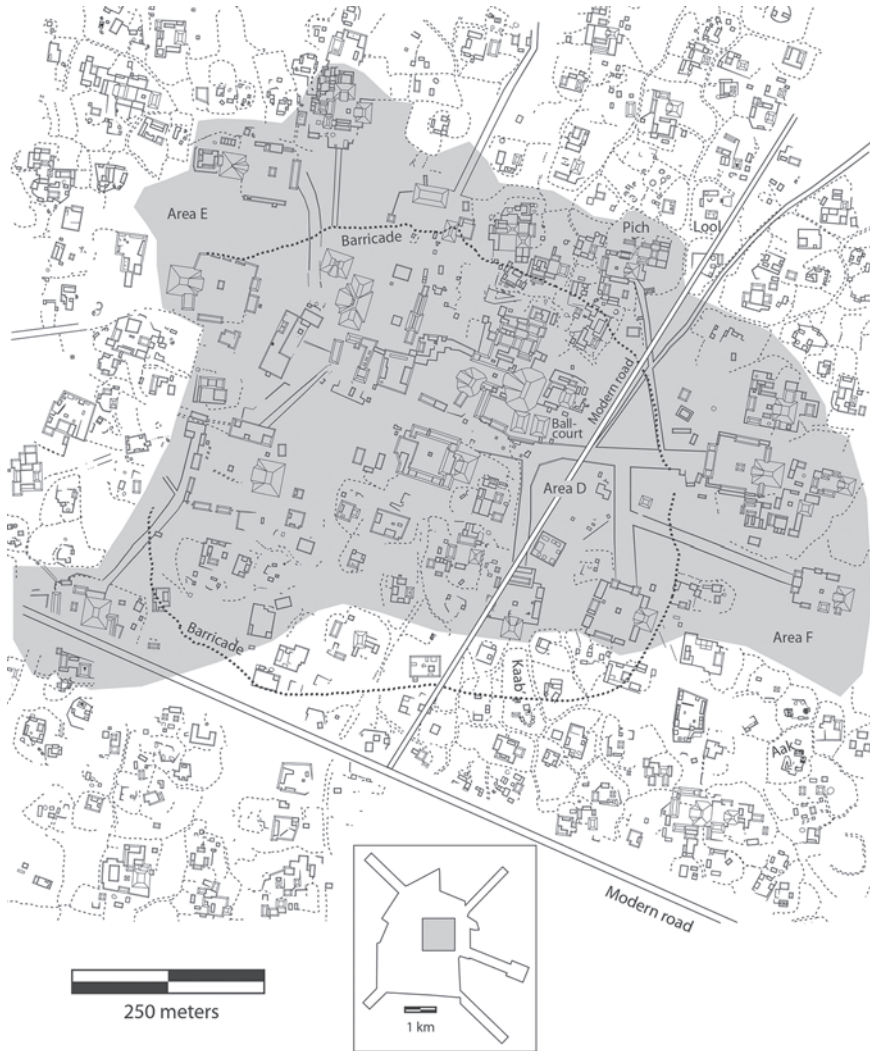 Area E
Barricade
Pich
Lool
Modern road
Ball-
court
Area D
Barricade
Kaab'
Area F
Aak
Modern road
250 meters
1 km